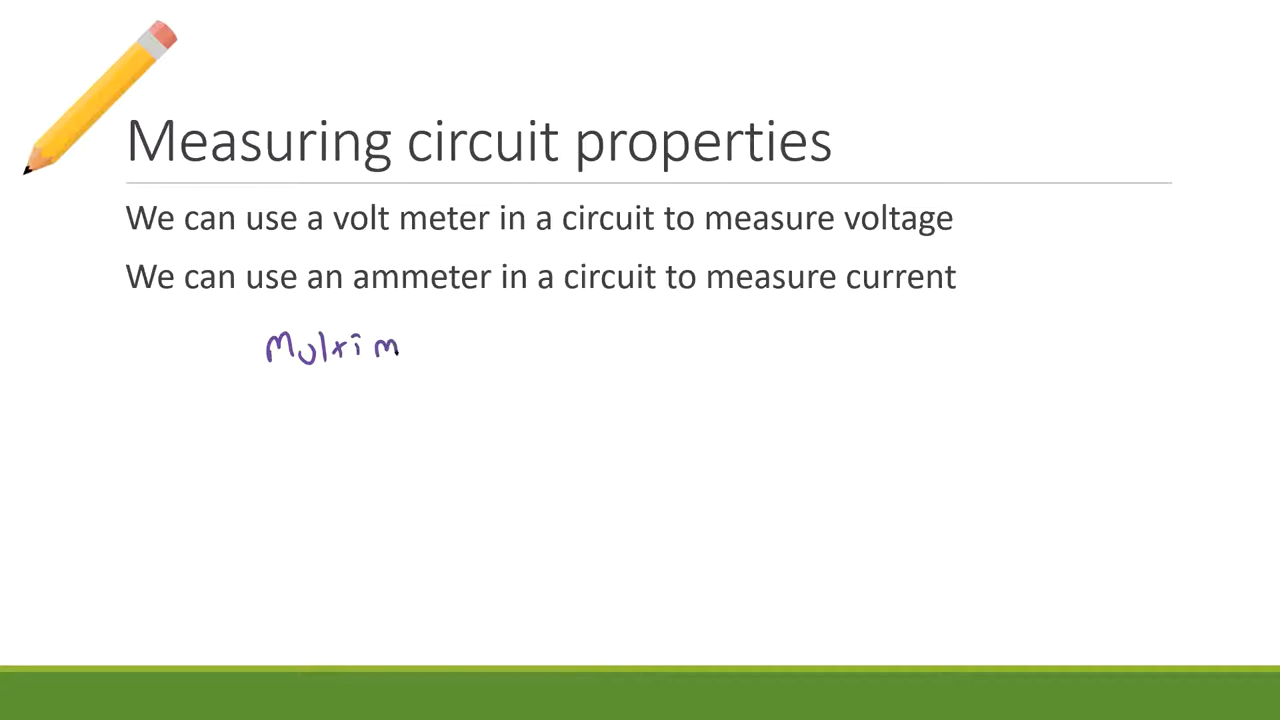 Measuring circuit properties
We can use a volt meter in a circuit to measure voltage
We can use an ammeter in a circuit to measure current
Multi m